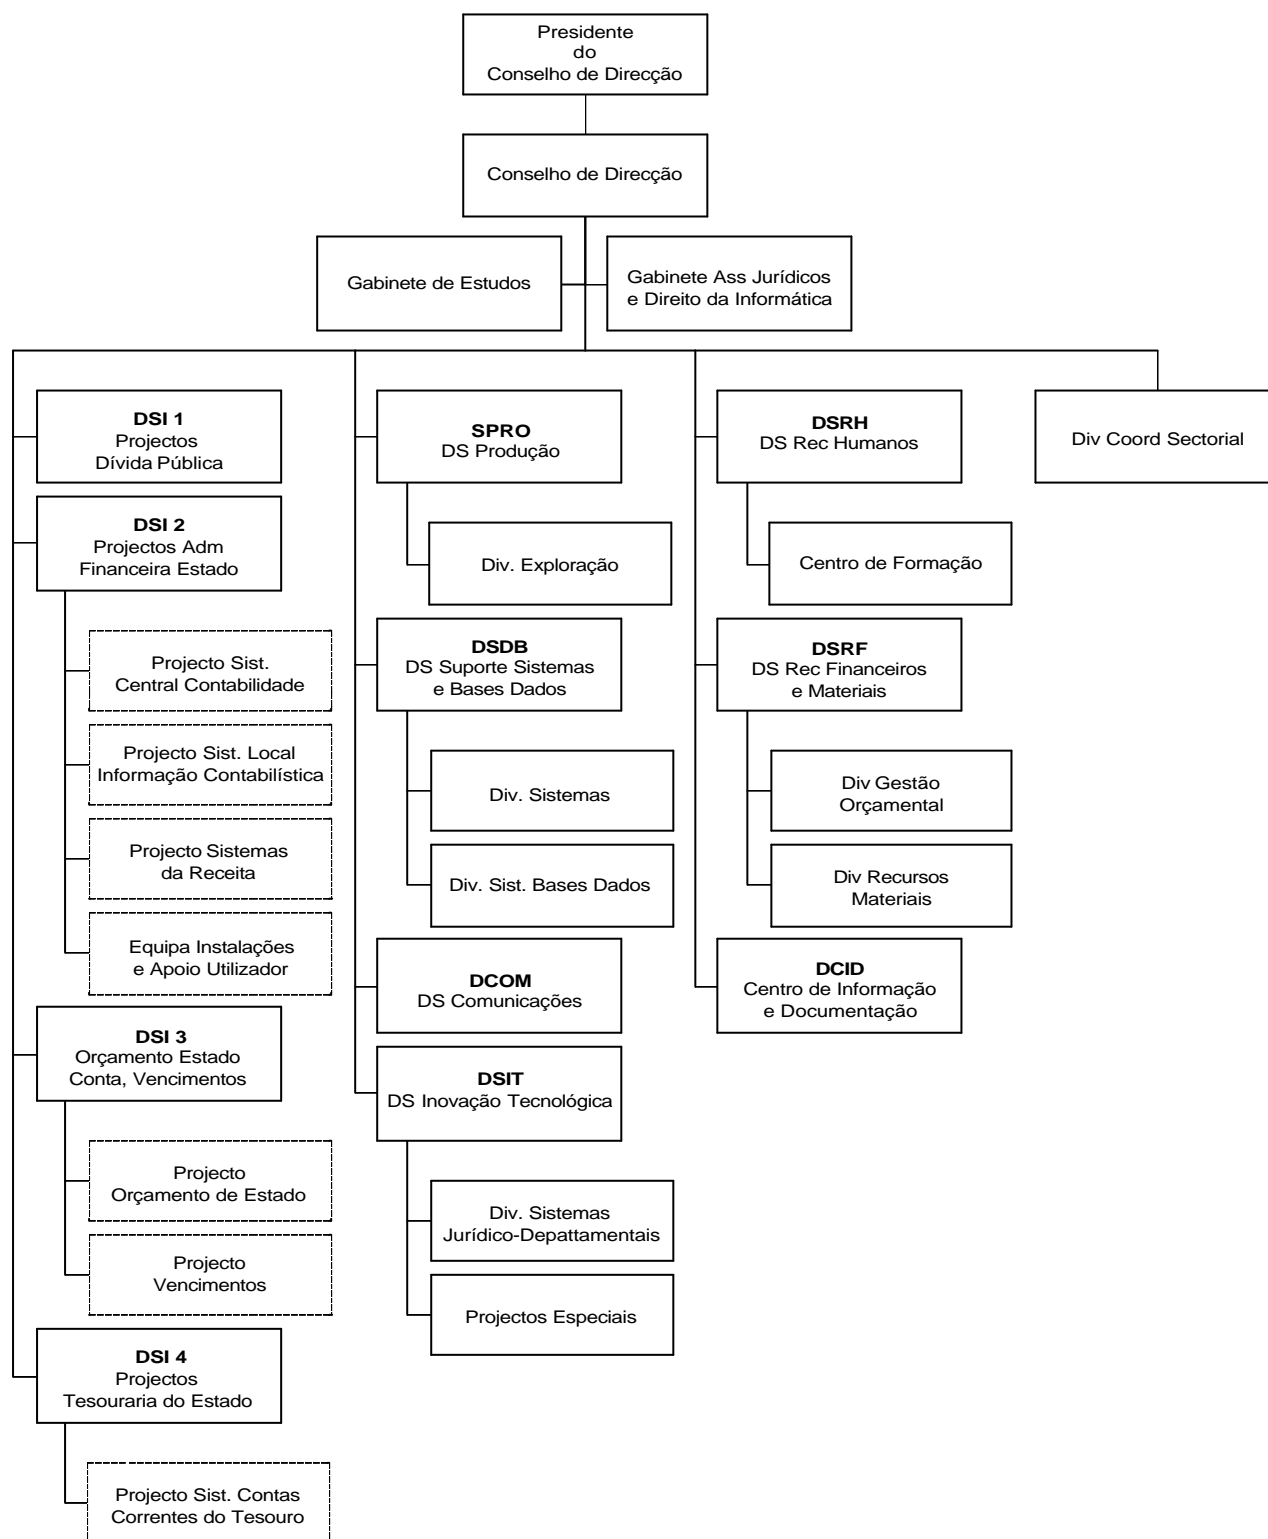 Presidente
do
Conselho de Direcção
Conselho de Direcção
Gabinete de Estudos
Gabinete Ass Jurídicos
e Direito da Informática
DSI 1
Projectos
Dívida Pública
DSI 2
Projectos Adm
Financeira Estado
Projecto Sist.
Central Contabilidade
Projecto Sist. Local
Informação Contabilística
Projecto Sistemas
da Receita
Equipa Instalações
e Apoio Utilizador
DSI 3
Orçamento Estado
Conta, Vencimentos
Projecto
Orçamento de Estado
Projecto
Vencimentos
DSI 4
Projectos
Tesouraria do Estado
Projecto Sist. Contas
Correntes do Tesouro
SPRO
DS Produção
Div. Exploração
DSDB
DS Suporte Sistemas
e Bases Dados
Div. Sistemas
Div. Sist. Bases Dados
DCOM
DS Comunicações
DSIT
DS Inovação Tecnológica
Div. Sistemas
Jurídico-Depattamentais
Projectos Especiais
DSRH
DS Rec Humanos
Centro de Formação
DSRF
DS Rec Financeiros
e Materiais
Div Gestão
Orçamental
Div Recursos
Materiais
DCID
Centro de Informação
e Documentação
Div Coord Sectorial